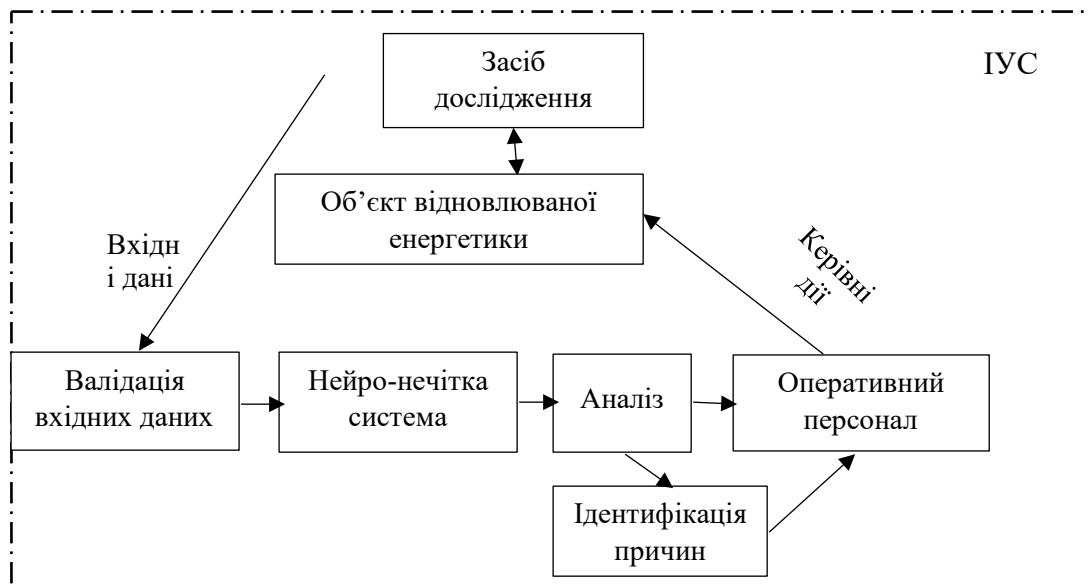 Засіб
дослідження
ІУС
Об’єкт відновлюваної
енергетики
Вхідн
і дані
Керівні
дії
Валідація
вхідних даних
Нейро-нечітка
система
Аналіз
Оперативний
персонал
Ідентифікація
причин